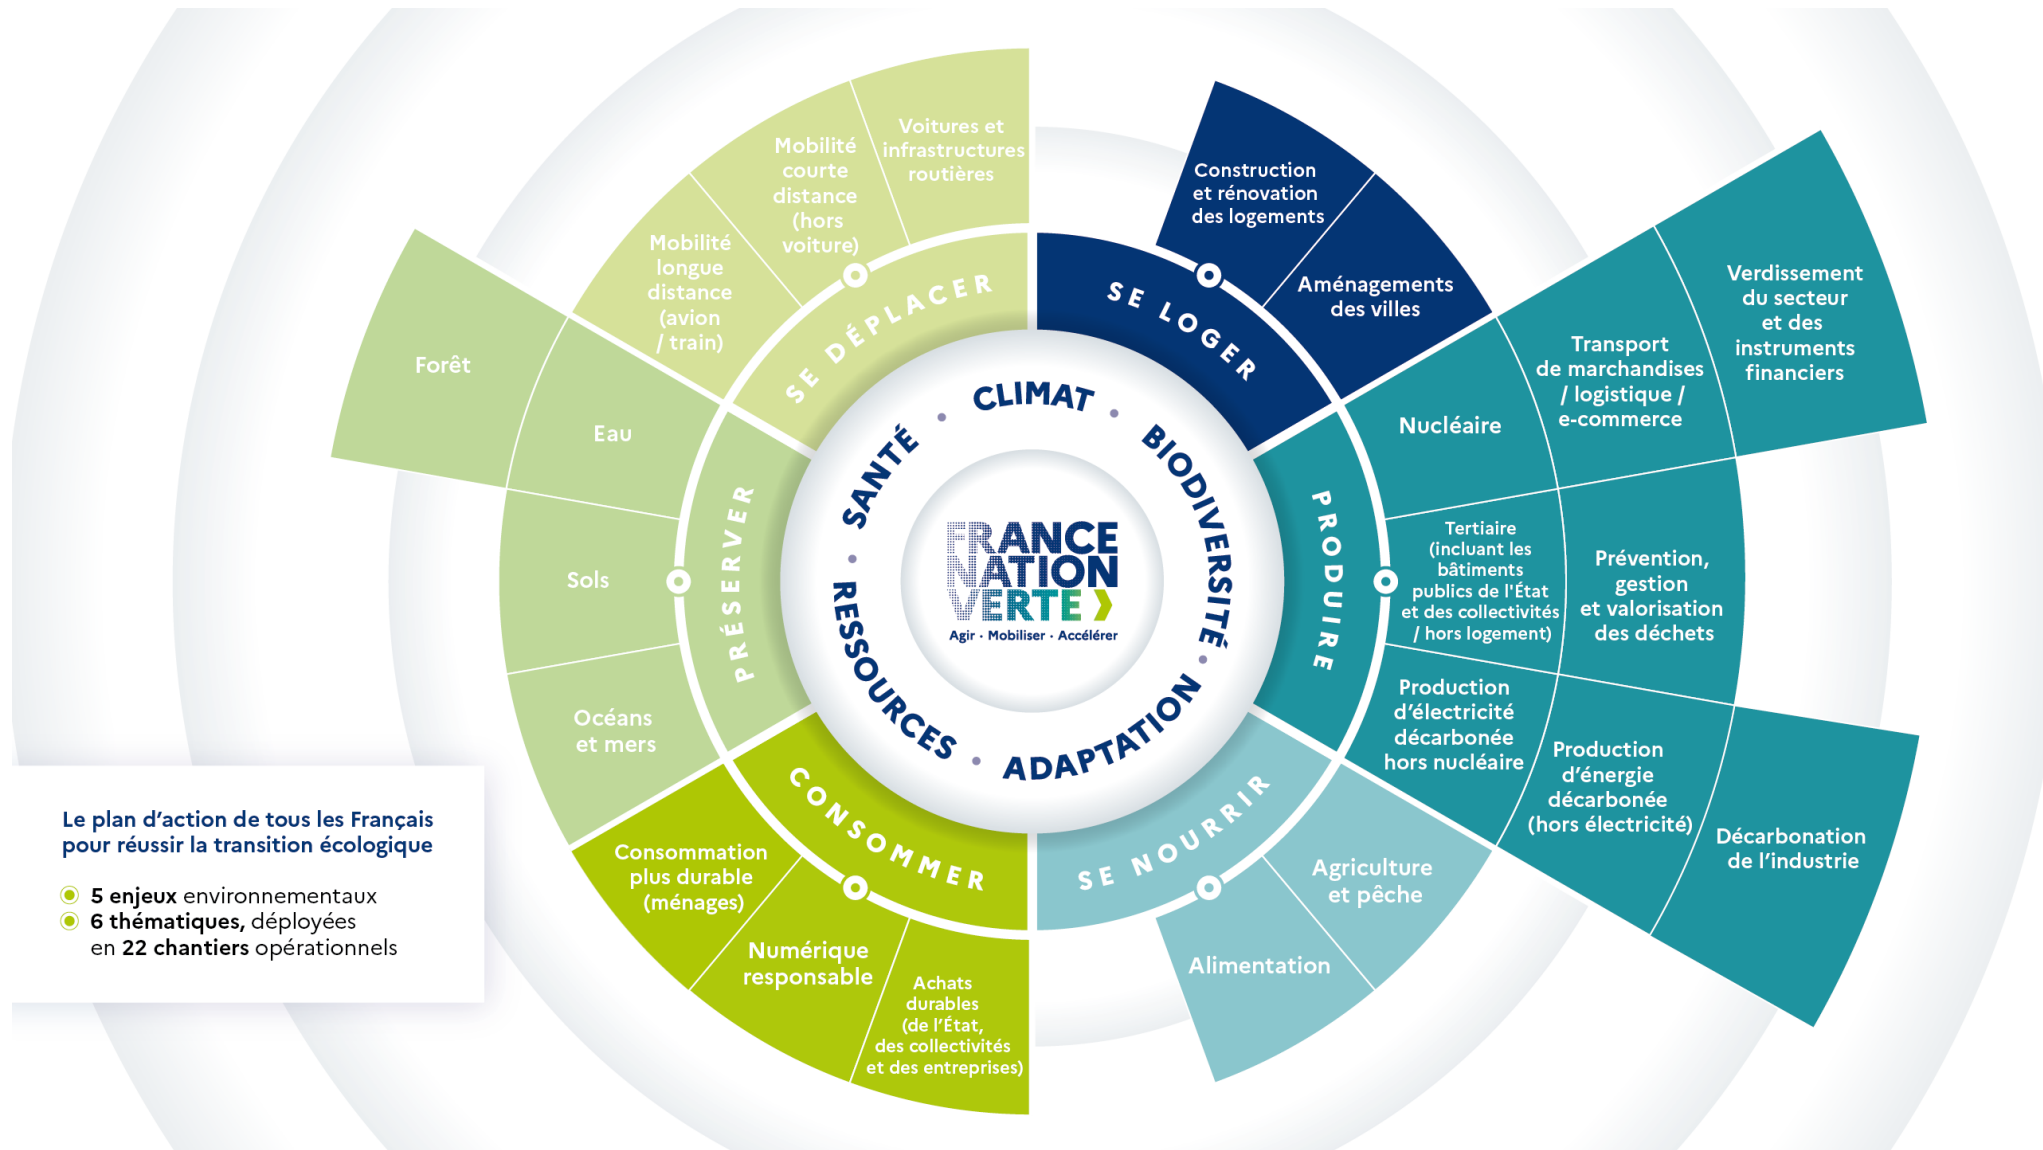 Voitures et
infrastructures
routières
Mobilité
courte
distance
(hors
voiture)
Mobilité
longue
distance
(avion
/ train)
SE DÉPLACER
Construction
et rénovation
des logements
Aménagements
des villes
SE LOGER
Verdissement
du secteur
et des
instruments
financiers
Transport
de marchandises
/ logistique /
e-commerce
Nucléaire
Tertiaire
(incluant les
bâtiments
publics de l'État
et des collectivités
/ hors logement)
Prévention,
gestion
et valorisation
des déchets
Production
d'électricité
décarbonée
hors nucléaire
Production
d'énergie
décarbonée
(hors électricité)
Décarbonation
de l'industrie
PRODUIRE
Agriculture
et pêche
Alimentation
SE NOURRIR
Achats
durables
(de l'État,
des collectivités
et des entreprises)
Numérique
responsable
Consommation
plus durable
(ménages)
CONSOMMER
Océans
et mers
Sols
Eau
Forêt
PRÉSERVER
CLIMAT · BIODIVERSITÉ · ADAPTATION · RESSOURCES · SANTÉ ·
FRANCE
NATION
VERTE
Agir · Mobiliser · Accélérer
Le plan d'action de tous les Français
pour réussir la transition écologique
5 enjeux environnementaux
6 thématiques, déployées
en 22 chantiers opérationnels